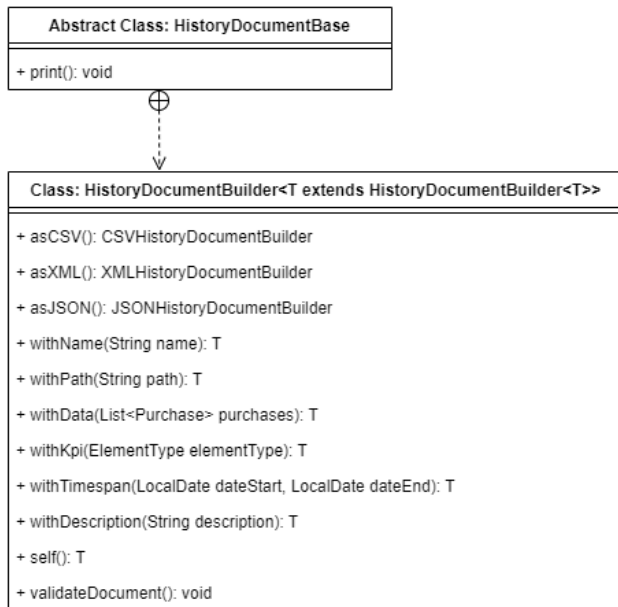 Abstract Class: HistoryDocumentBase
+ print(): void
Class: HistoryDocumentBuilder<T extends HistoryDocumentBuilder<T>>
+ asCSV(): CSVHistoryDocumentBuilder
+ asXML(): XMLHistoryDocumentBuilder
+ asJSON(): JSONHistoryDocumentBuilder
+ withName(String name): T
+ withPath(String path): T
+ withData(List<Purchase> purchases): T
+ withKpi(ElementType elementType): T
+ withTimespan(LocalDate dateStart, LocalDate dateEnd): T
+ withDescription(String description): T
+ self(): T
+ validateDocument(): void